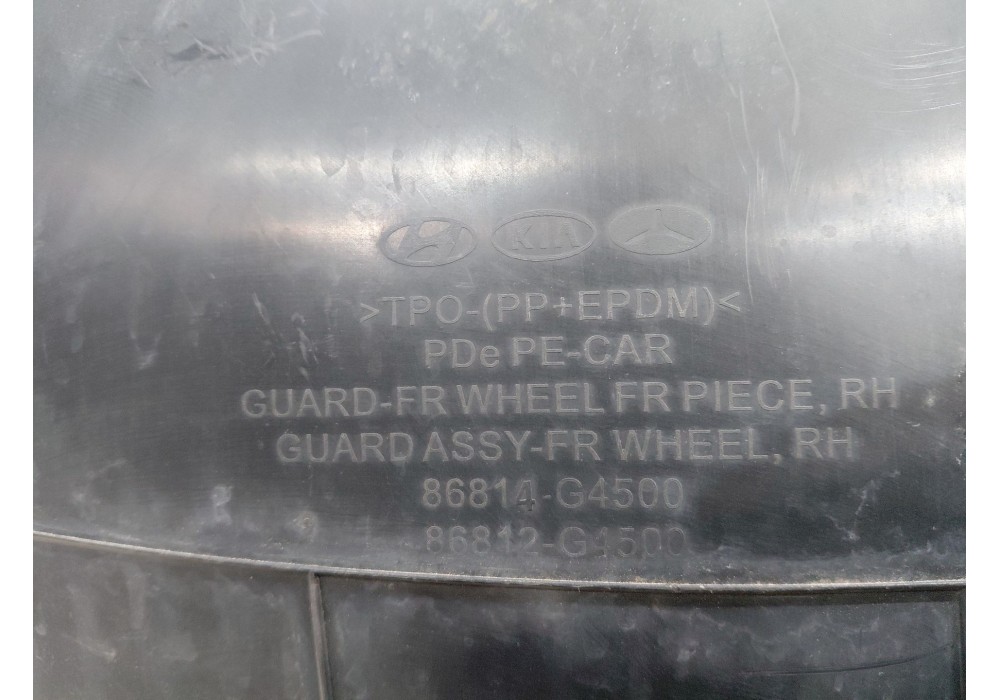 KIA
>TPO-(PP+EPDM)<
PDe PE-CAR
GUARD-FR WHEEL FR PIECE, RH
GUARD ASSY-FR WHEEL, RH
86814-G4500
86812-G4500